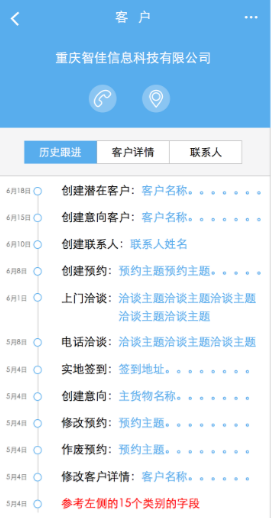 客 户
重庆智佳信息科技有限公司
历史跟进 客户详情 联系人
6月18日 创建潜在客户：客户名称。。。。。。。
6月15日 创建意向客户：客户名称。。。。。。。
6月10日 创建联系人：联系人姓名
6月8日 创建预约：预约主题预约主题。。。。。
6月1日 上门洽谈：洽谈主题洽谈主题洽谈主题
洽谈主题洽谈主题
5月8日 电话洽谈：洽谈主题洽谈主题洽谈主题
5月4日 实地签到：签到地址。。。。。。。
5月4日 创建意向：主货物名称。。。。。。
5月4日 修改预约：预约主题。。。。。。。
5月4日 作废预约：预约主题。。。。。。。
5月4日 修改客户详情：客户名称。。。。。
5月4日 参考左侧的15个类别的字段